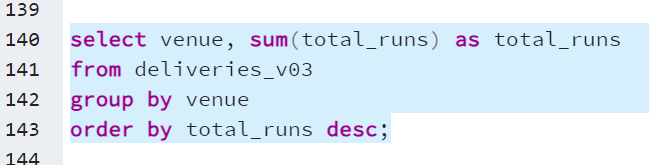 139
140 select venue, sum(total_runs) as total_runs
141 from deliveries_v03
142 group by venue
143 order by total_runs desc;
144